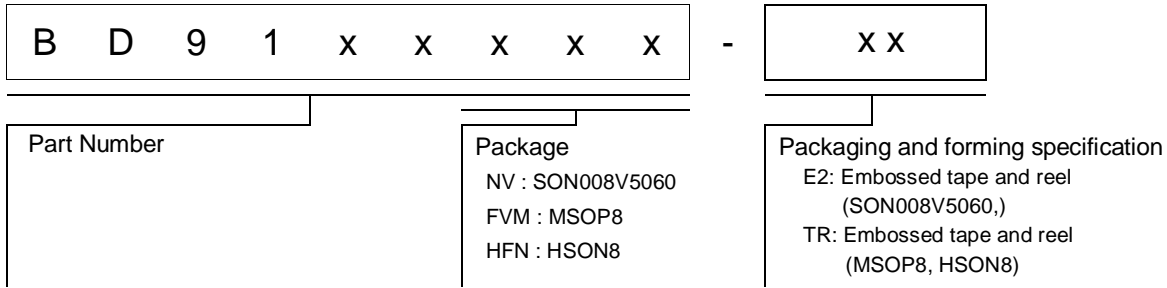 B D 9 1 x x x x x - x x
Part Number
Package
NV : SON008V5060
FVM : MSOP8
HFN : HSON8
Packaging and forming specification
E2: Embossed tape and reel
(SON008V5060,)
TR: Embossed tape and reel
(MSOP8, HSON8)